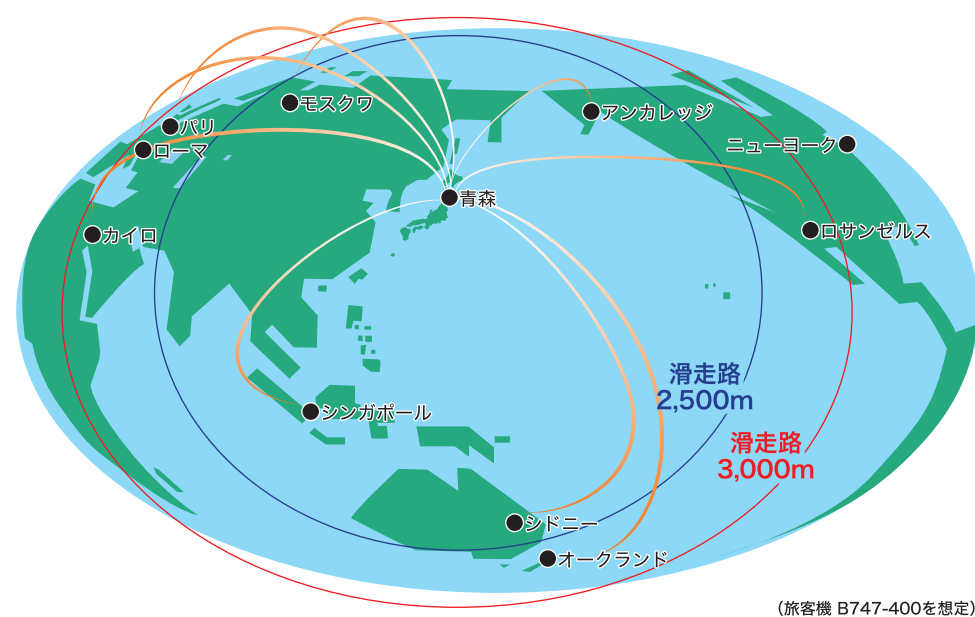 モスクワ
アンカレッジ
パリ
ニューヨーク
ローマ
青森
カイロ
ロサンゼルス
滑走路
2,500m
シンガポール
滑走路
3,000m
シドニー
オークランド
(旅客機 B747-400を想定)